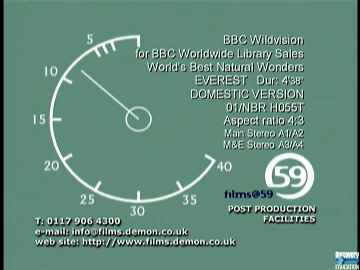 BBC Wildvision
for BBC Worldwide Library Sales
World's Best Natural Wonders
EVEREST Dur: 4'38"
DOMESTIC VERSION
01/NBR H055T
Aspect ratio 4:3
Main Stereo A1/A2
M&E Stereo A3/A4
5
10
15
20
25
30
35
40
59
films@59
POST PRODUCTION
FACILITIES
T: 0117 906 4300
e-mail: info@films.demon.co.uk
web site: http://www.films.demon.co.uk
DISCOVERY
EDUCATION